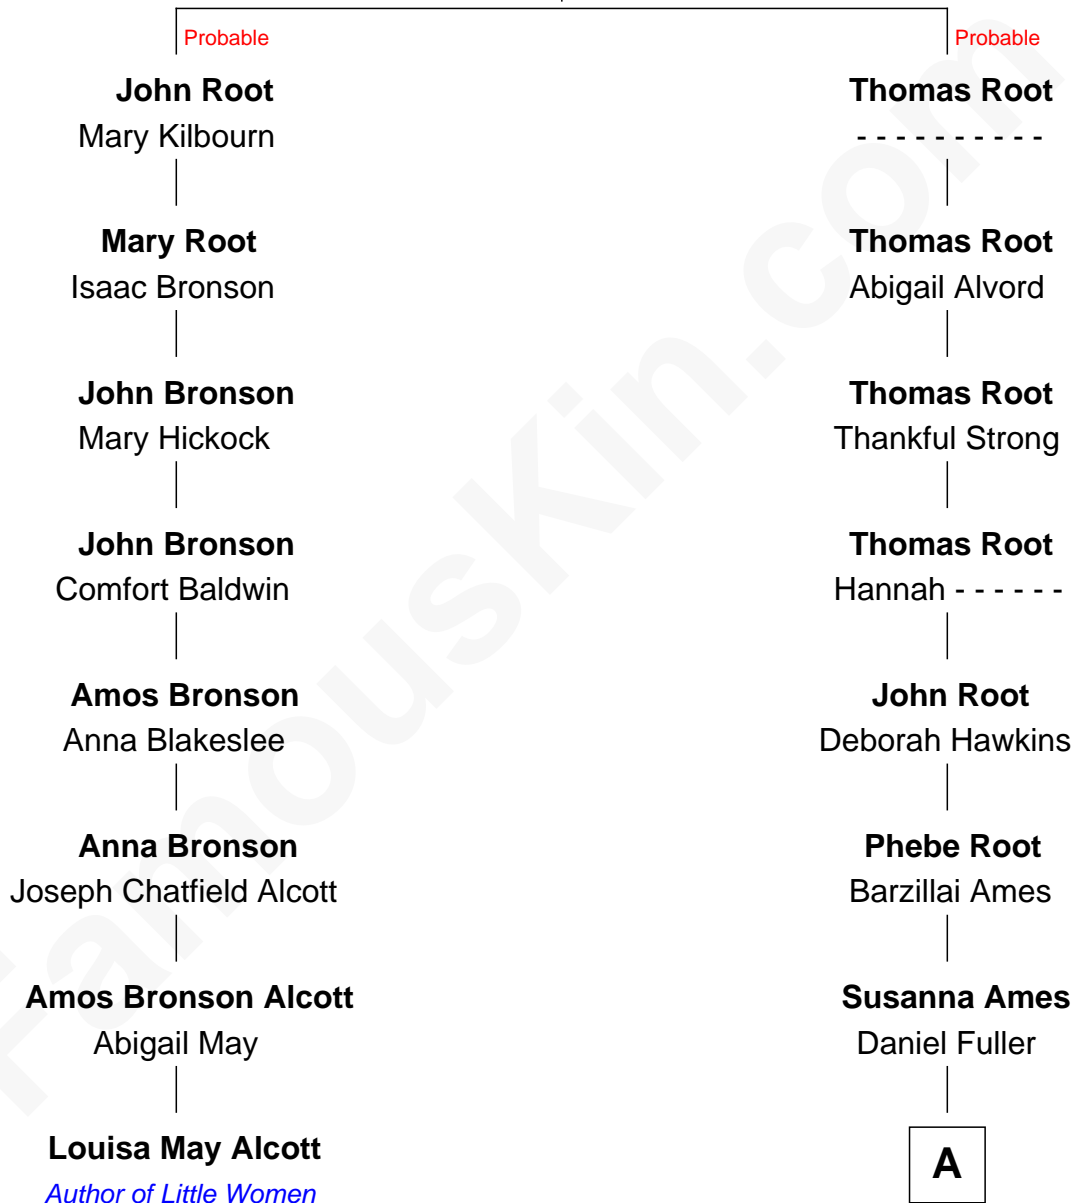 Probable
John Root
Mary Kilbourn
Mary Root
Isaac Bronson
John Bronson
Mary Hickock
John Bronson
Comfort Baldwin
Amos Bronson
Anna Blakeslee
Anna Bronson
Joseph Chatfield Alcott
Amos Bronson Alcott
Abigail May
Louisa May Alcott
Author of Little Women
Probable
Thomas Root
- - - - - - - - - -
Thomas Root
Abigail Alvord
Thomas Root
Thankful Strong
Thomas Root
Hannah - - - - - -
John Root
Deborah Hawkins
Phebe Root
Barzillai Ames
Susanna Ames
Daniel Fuller
A
FamousKin.com